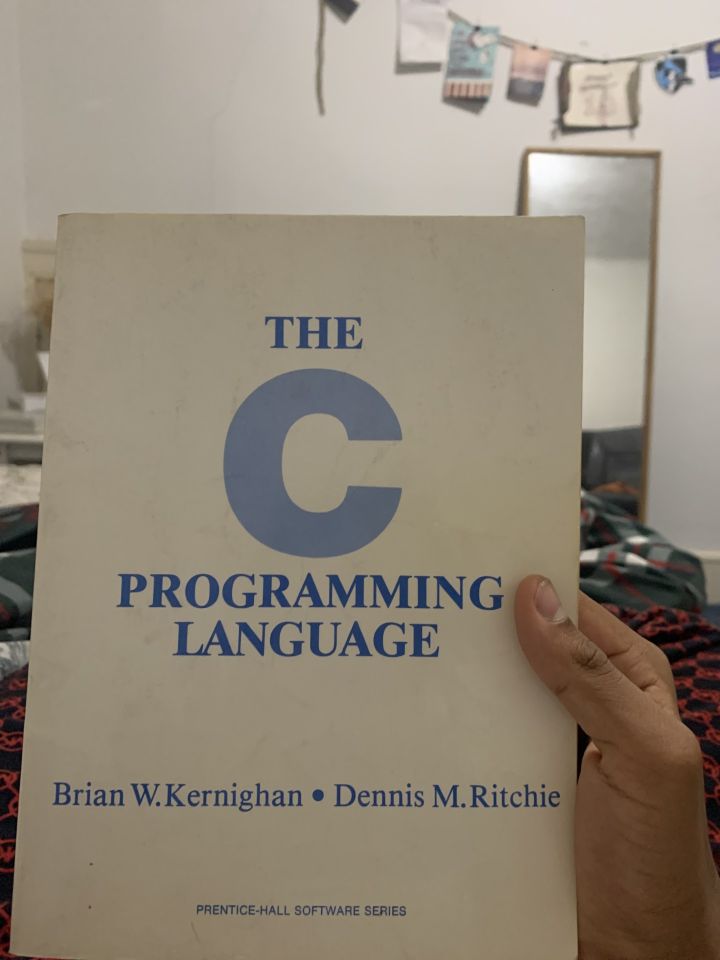 THE
C
PROGRAMMING
LANGUAGE
Brian W. Kernighan • Dennis M. Ritchie
PRENTICE-HALL SOFTWARE SERIES